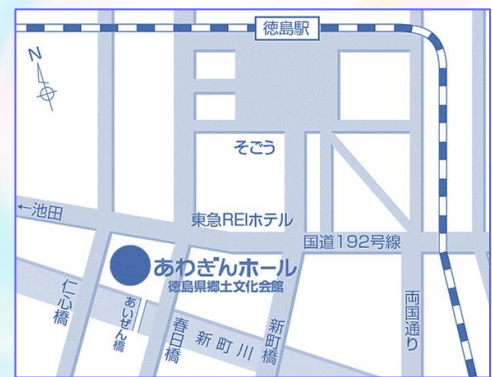 徳島駅
N
そごう
←池田
東急REIホテル
国道192号線
あわぎんホール
徳島県郷土文化会館
仁心橋
あいぜん橋
春日橋
新町川
新町橋
両国通り